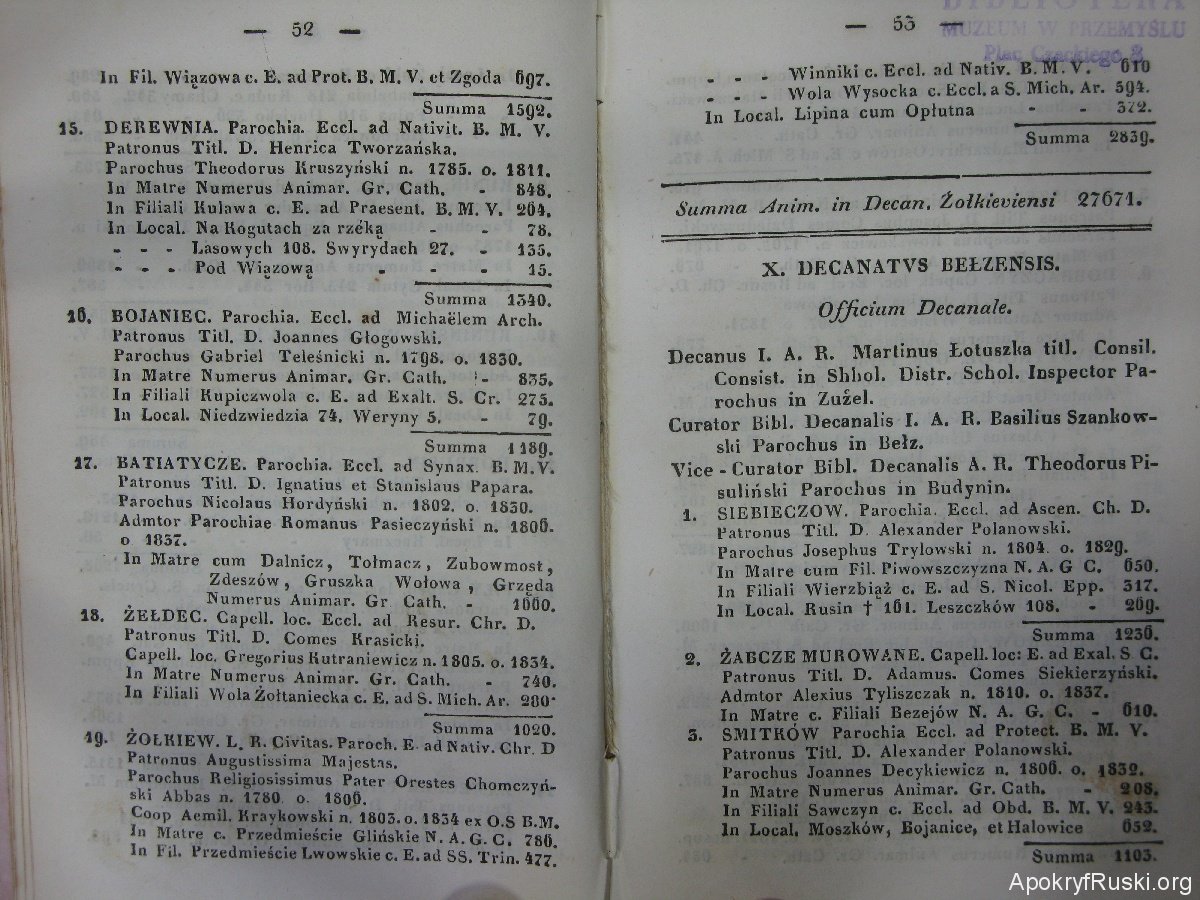 — 52 —
In Fil. Wiązowa c. E. ad Prot. B. M. V. et Zgoda 697.
Summa 1592.
15. DEREWNIA. Parochia. Eccl. ad Nativit. B. M. V.
Patronus Titl. D. Henrica Tworzańska.
Parochus Theodorus Kruszyński n. 1785. o. 1811.
In Matre Numerus Animar. Gr. Cath. - 848.
In Filiali Kulawa c. E. ad Praesent. B. M. V. 264.
In Local. Na Kogutach za rzéką - - 78.
- - - Lasowych 108. Swyrydach 27. - 135.
- - - Pod Wiązową - - - 15.
Summa 1340.
16. BOJANIEC. Parochia. Eccl. ad Michaëlem Arch.
Patronus Titl. D. Joannes Głogowski.
Parochus Gabriel Teleśnicki n. 1798. o. 1830.
In Matre Numerus Animar. Gr. Cath. - 835.
In Filiali Kupiczwola c. E. ad Exalt. S. Cr. 275.
In Local. Niedzwiedzia 74. Weryny 5. - 79.
Summa 1189.
17. BATIATYCZE. Parochia. Eccl. ad Synax. B. M. V.
Patronus Titl. D. Ignatius et Stanislaus Papara.
Parochus Nicolaus Hordyński n. 1802. o. 1830.
Admtor Parochiae Romanus Pasieczyński n. 1806.
o 1837.
In Matre cum Dalnicz, Tołmacz, Zubowmost,
Zdeszów, Gruszka Wołowa, Grzęda
Numerus Animar. Gr. Cath. - 1660.
18. ŻEŁDEC. Capell. loc. Eccl. ad Resur. Chr. D.
Patronus Titl. D. Comes Krasicki.
Capell. loc. Gregorius Kutraniewicz n. 1805. o. 1834.
In Matre Numerus Animar. Gr. Cath. - 740.
In Filiali Wola Żołtaniecka c. E. ad S. Mich. Ar. 280.
Summa 1020.
19. ŻOŁKIEW. L. R. Civitas. Paroch. E. ad Nativ. Chr. D
Patronus Augustissima Majestas.
Parochus Religiosissimus Pater Orestes Chomczyń-
ski Abbas n. 1780. o. 1806.
Coop Aemil. Kraykowski n. 1803. o. 1834 ex O.S B.M.
In Matre c. Przedmieście Glińskie N. A. G. C. 786.
In Fil. Przedmieście Lwowskie c. E. ad SS. Trin. 477.
— 53 —
BIBLIOTEKA
MUZEUM W PRZEMYŚLU
Plac Czackiego 3
- - - Winniki c. Eccl. ad Nativ. B. M. V. 610
- - - Wola Wysocka c. Eccl. a S. Mich. Ar. 594.
In Local. Lipina cum Opłutna - - 372.
Summa 2839.
Summa Anim. in Decan. Żolkieviensi 27671.
X. DECANATVS BEŁZENSIS.
Officium Decanale.
Decanus I. A. R. Martinus Łotuszka titl. Consil.
Consist. in Shhol. Distr. Schol. Inspector Pa-
rochus in Zużel.
Curator Bibl. Decanalis I. A. R. Basilius Szankow-
ski Parochus in Bełz.
Vice - Curator Bibl. Decanalis A. R. Theodorus Pi-
suliński Parochus in Budynin.
1. SIEBIECZOW. Parochia. Eccl. ad Ascen. Ch. D.
Patronus Titl. D. Alexander Polanowski.
Parochus Josephus Trylowski n. 1804. o. 1829.
In Matre cum Fil. Piwowszczyzna N. A. G C. 650.
In Filiali Wierzbiąż c. E. ad S. Nicol. Epp. 317.
In Local. Rusin † 161. Leszczków 108. - 269.
Summa 1236.
2. ŻABCZE MUROWANE. Capell. loc: E. ad Exal. S C.
Patronus Titl. D. Adamus. Comes Siekierzyński.
Admtor Alexius Tyliszczak n. 1810. o. 1837.
In Matre c. Filiali Bezejów N. A. G. C. - 610.
3. SMITKÓW Parochia Eccl. ad Protect. B. M. V.
Patronus Titl. D. Alexander Polanowski.
Parochus Joannes Decykiewicz n. 1806. o. 1832.
In Matre Numerus Animar. Gr. Cath. - 208.
In Filiali Sawczyn c. Eccl. ad Obd. B. M. V. 243.
In Local. Moszków, Bojanice, et Halowice 652.
Summa 1103.
ApokryfRuski.org